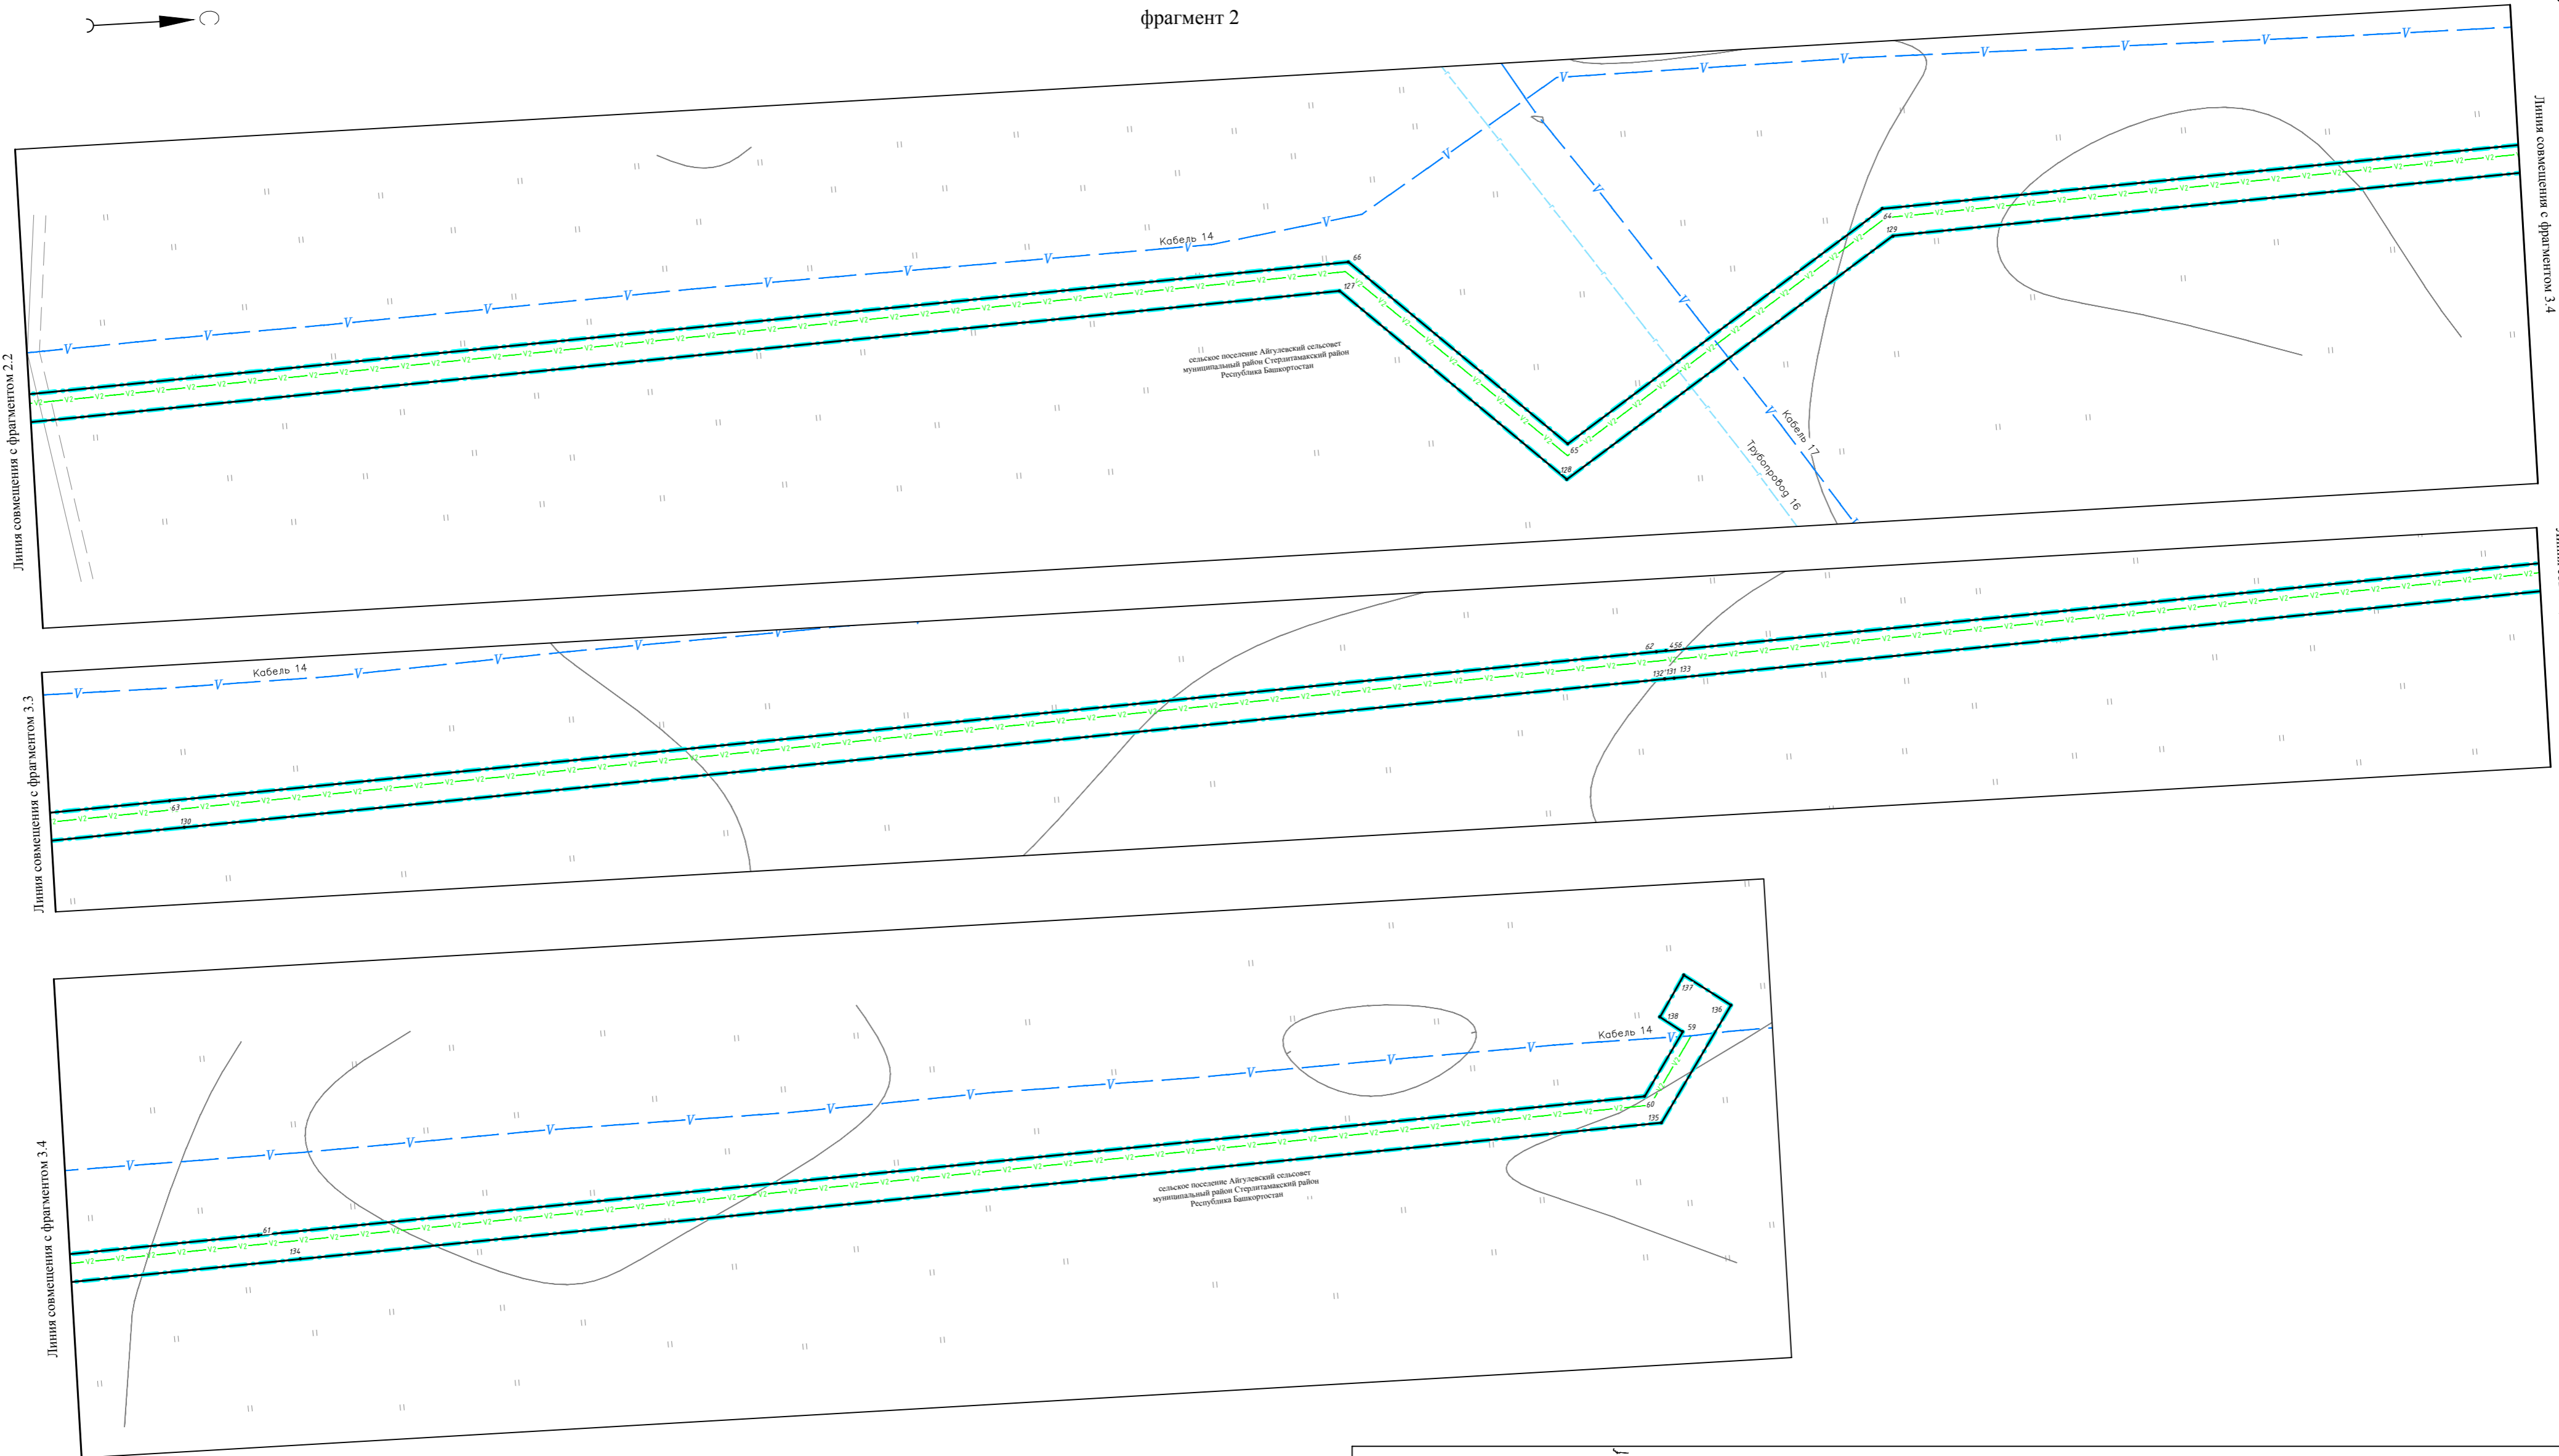 фрагмент 2
С
Линия совмещения с фрагментом 2.2
Линия совмещения с фрагментом 3.4
Кабель 14
66
127
сельское поселение Айгулевский сельсовет
муниципальный район Стерлитамакский район
Республика Башкортостан
65
128
64
129
Кабель 17
Трубопровод 16
Линия совмещения с фрагментом 3.3
Кабель 14
63
130
62
456
132
131
133
Линия совмещения с фрагментом 3.4
61
134
Кабель 14
137
136
138
59
60
135
сельское поселение Айгулевский сельсовет
муниципальный район Стерлитамакский район
Республика Башкортостан